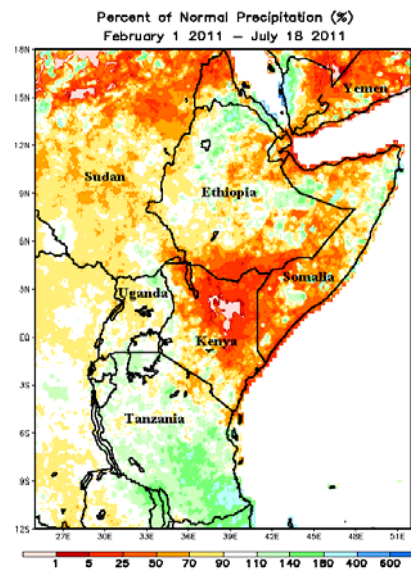 Percent of Normal Precipitation (%)
February 1 2011 – July 18 2011
18N
Yemen
15N
12N
Sudan
Ethiopia
9N
6N
Somalia
Uganda
3N
EQ
Kenya
3S
Tanzania
6S
9S
12S
27E 30E 33E 36E 39E 42E 45E 48E 51E
1 5 25 50 70 90 110 140 180 400 600